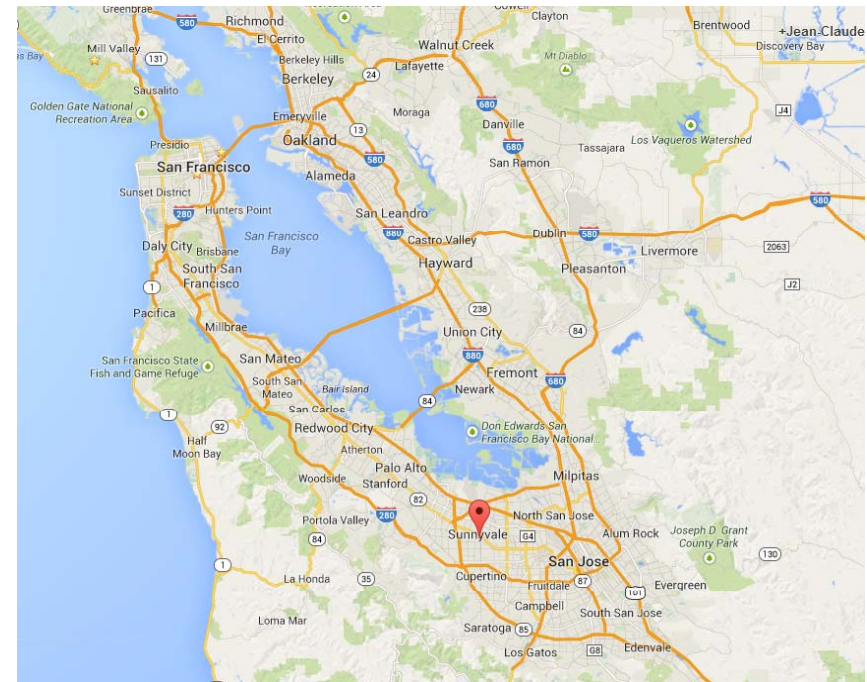 Greenbrae
580
Richmond
Cowell
Clayton
Brentwood
+Jean-Claude
Discovery Bay
El Cerrito
Mill Valley
131
Berkeley Hills
Walnut Creek
Mt Diablo
24
Lafayette
Berkeley
Sausalito
680
Golden Gate National
Recreation Area
Emeryville
Moraga
J4
13
Danville
Presidio
Oakland
680
Los Vaqueros Watershed
Tassajara
San Francisco
580
San Ramon
Alameda
Sunset District
580
280
Hunters Point
San Leandro
San Francisco
Bay
880
Dublin
580
Daly City
Brisbane
Castro Valley
Livermore
2063
South San
Francisco
Hayward
Pleasanton
J2
1
Pacifica
238
Millbrae
Union City
84
San Francisco State
Fish and Game Refuge
San Mateo
880
Fremont
680
South San
Mateo
Bair Island
Newark
84
San Carlos
1
92
Redwood City
Don Edwards San
Francisco Bay National...
Half
Moon Bay
Atherton
Palo Alto
Milpitas
Woodside
Stanford
82
280
Portola Valley
North San Jose
84
Sunnyvale
G4
Alum Rock
Joseph D. Grant
County Park
130
1
San Jose
La Honda
35
Cupertino
87
Fruitdale
101
Evergreen
Campbell
Loma Mar
South San Jose
Saratoga
85
Los Gatos
G8
Edenvale